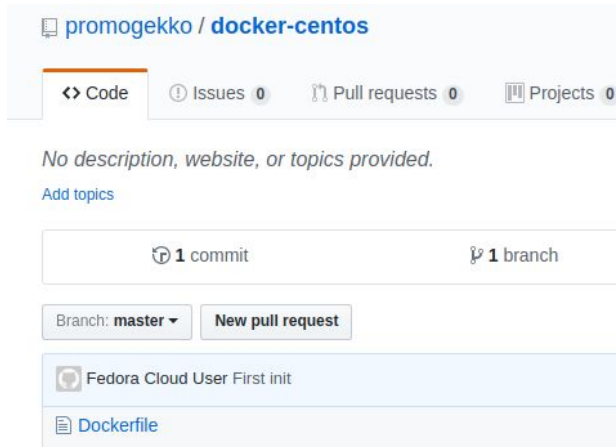 promogekko / docker-centos
Code Issues 0 Pull requests 0 Projects 0
No description, website, or topics provided.
Add topics
1 commit 1 branch
Branch: master New pull request
Fedora Cloud User First init
Dockerfile